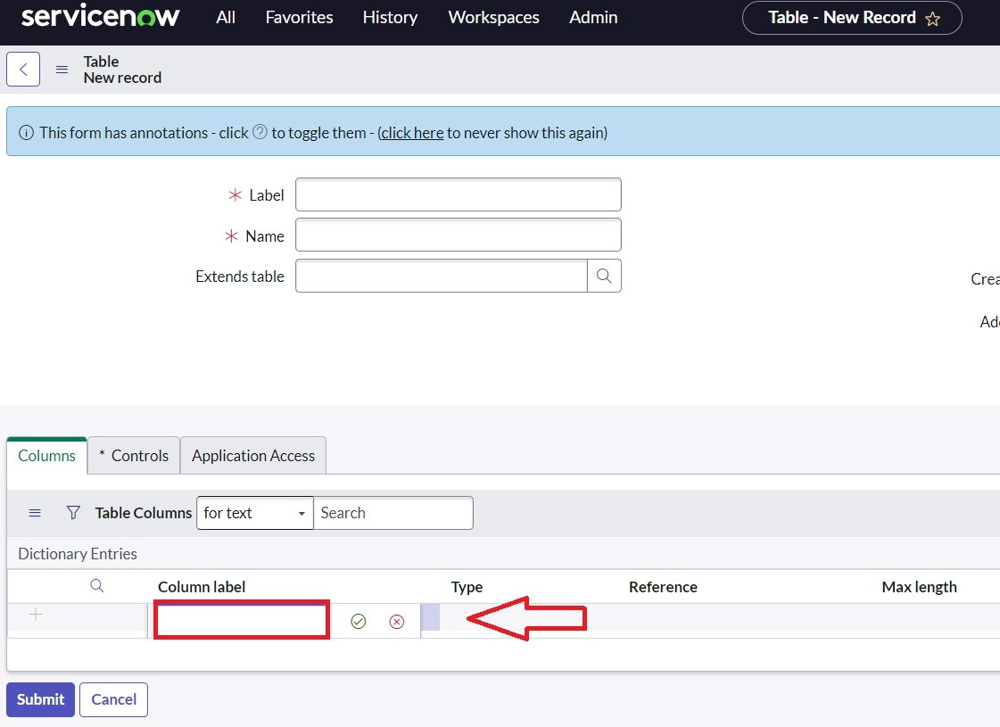 servicenow All Favorites History Workspaces Admin Table - New Record
Table
New record
This form has annotations - click ? to toggle them - (click here to never show this again)
* Label
* Name
Extends table
Crea
Add
Columns * Controls Application Access
Table Columns for text Search
Dictionary Entries
Column label Type Reference Max length
Submit Cancel